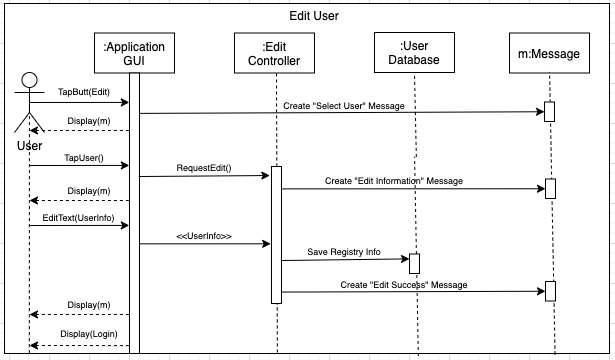 Edit User
:Application
GUI
:Edit
Controller
:User
Database
m:Message
TapButt(Edit)
Create "Select User" Message
Display(m)
User
TapUser()
RequestEdit()
Create "Edit Information" Message
Display(m)
EditText(UserInfo)
<<UserInfo>>
Save Registry Info
Create "Edit Success" Message
Display(m)
Display(Login)